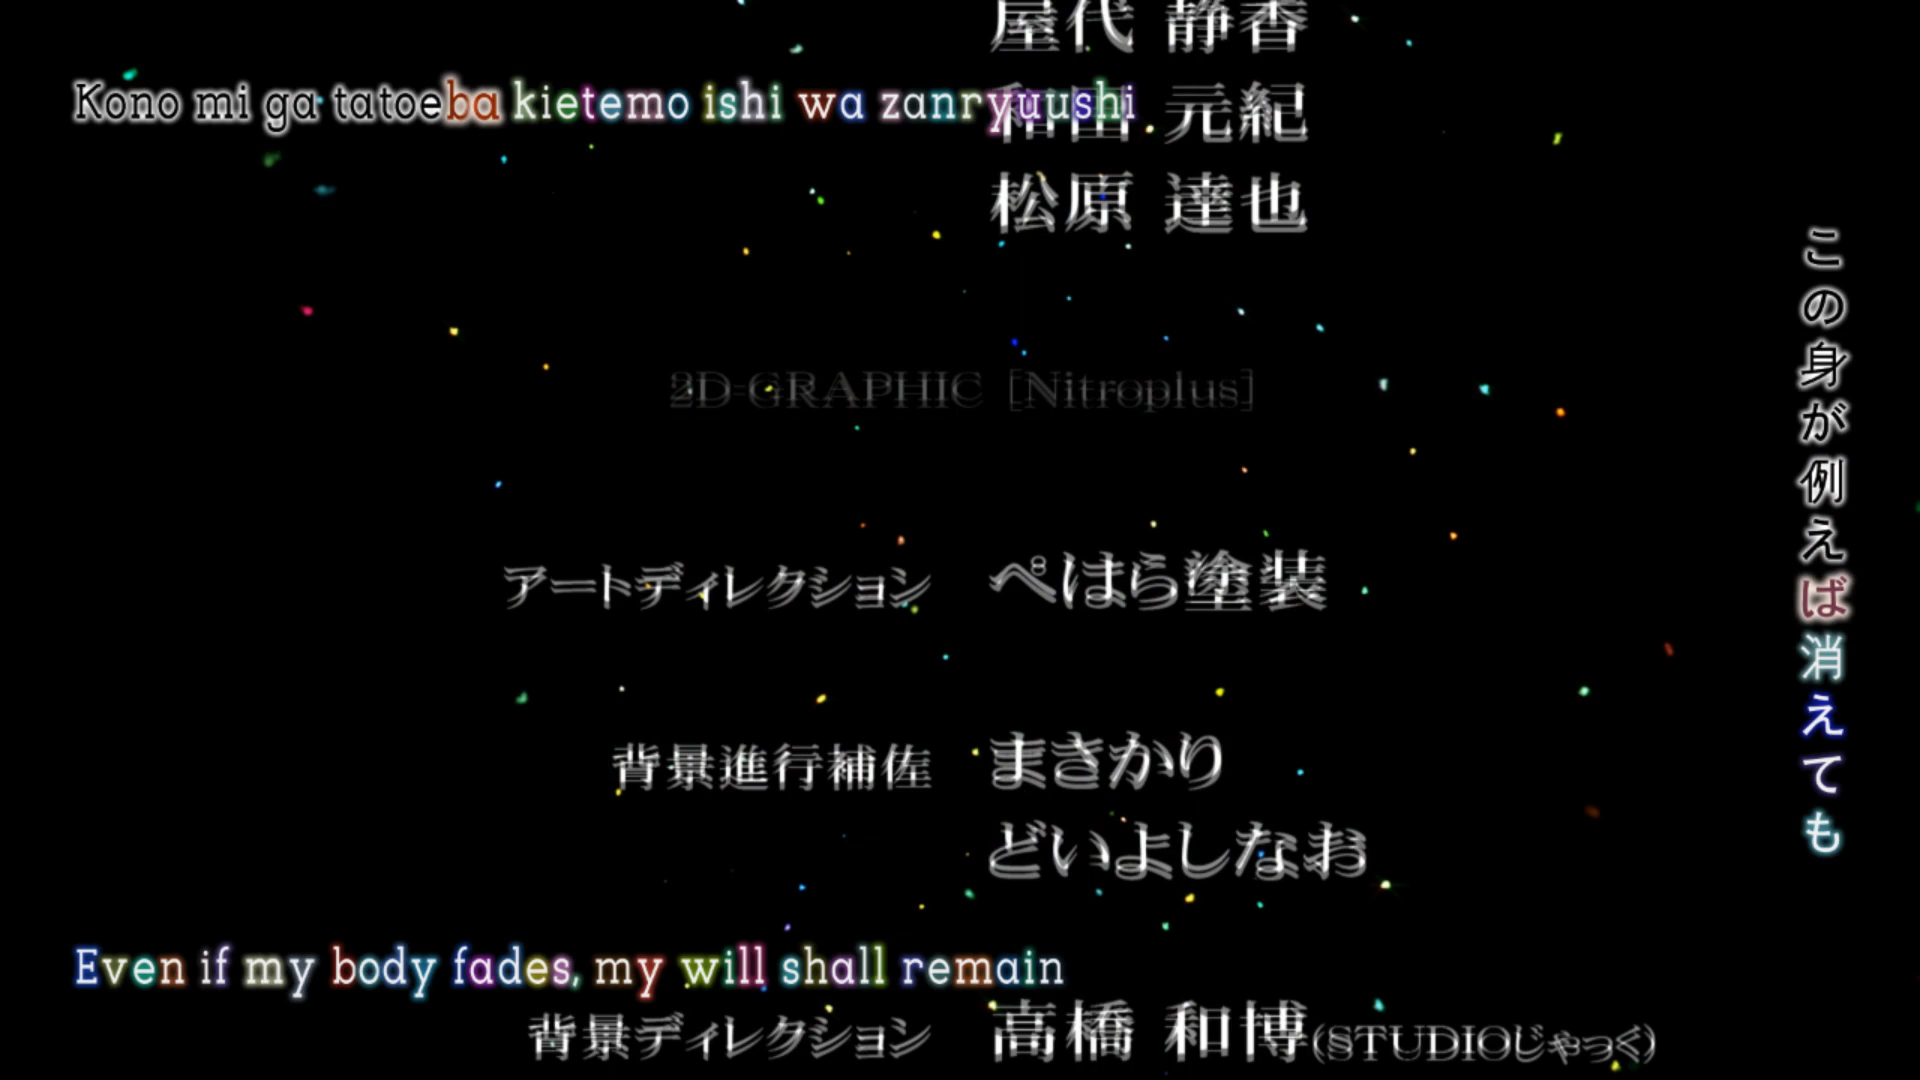 屋代 静香
Kono mi ga tatoeba kietemo ishi wa zanryuushi
和田 元紀
松原 達也
この身が例えば消えても
2D-GRAPHIC [Nitroplus]
アートディレクション ぺはら塗装
背景進行補佐 まさかり
どいよしなお
Even if my body fades, my will shall remain
背景ディレクション 高橋 和博(STUDIOじゃっく)